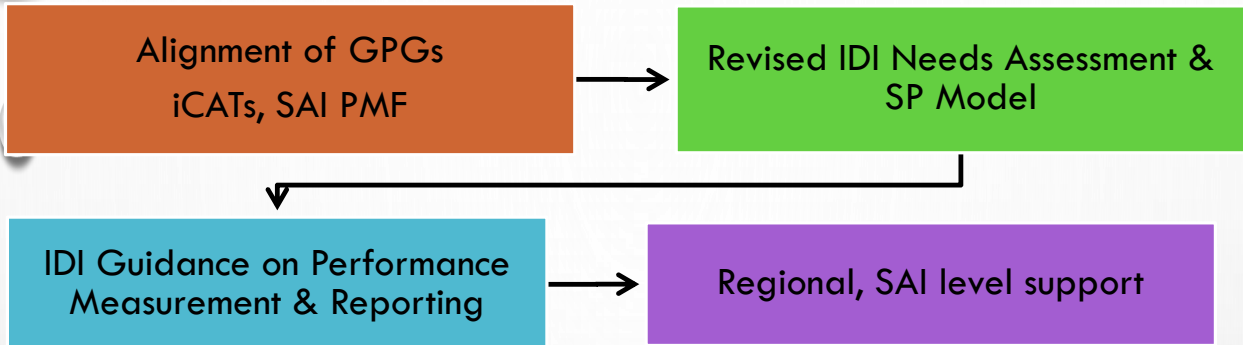 Alignment of GPGs
iCATs, SAI PMF
Revised IDI Needs Assessment &
SP Model
IDI Guidance on Performance
Measurement & Reporting
Regional, SAI level support